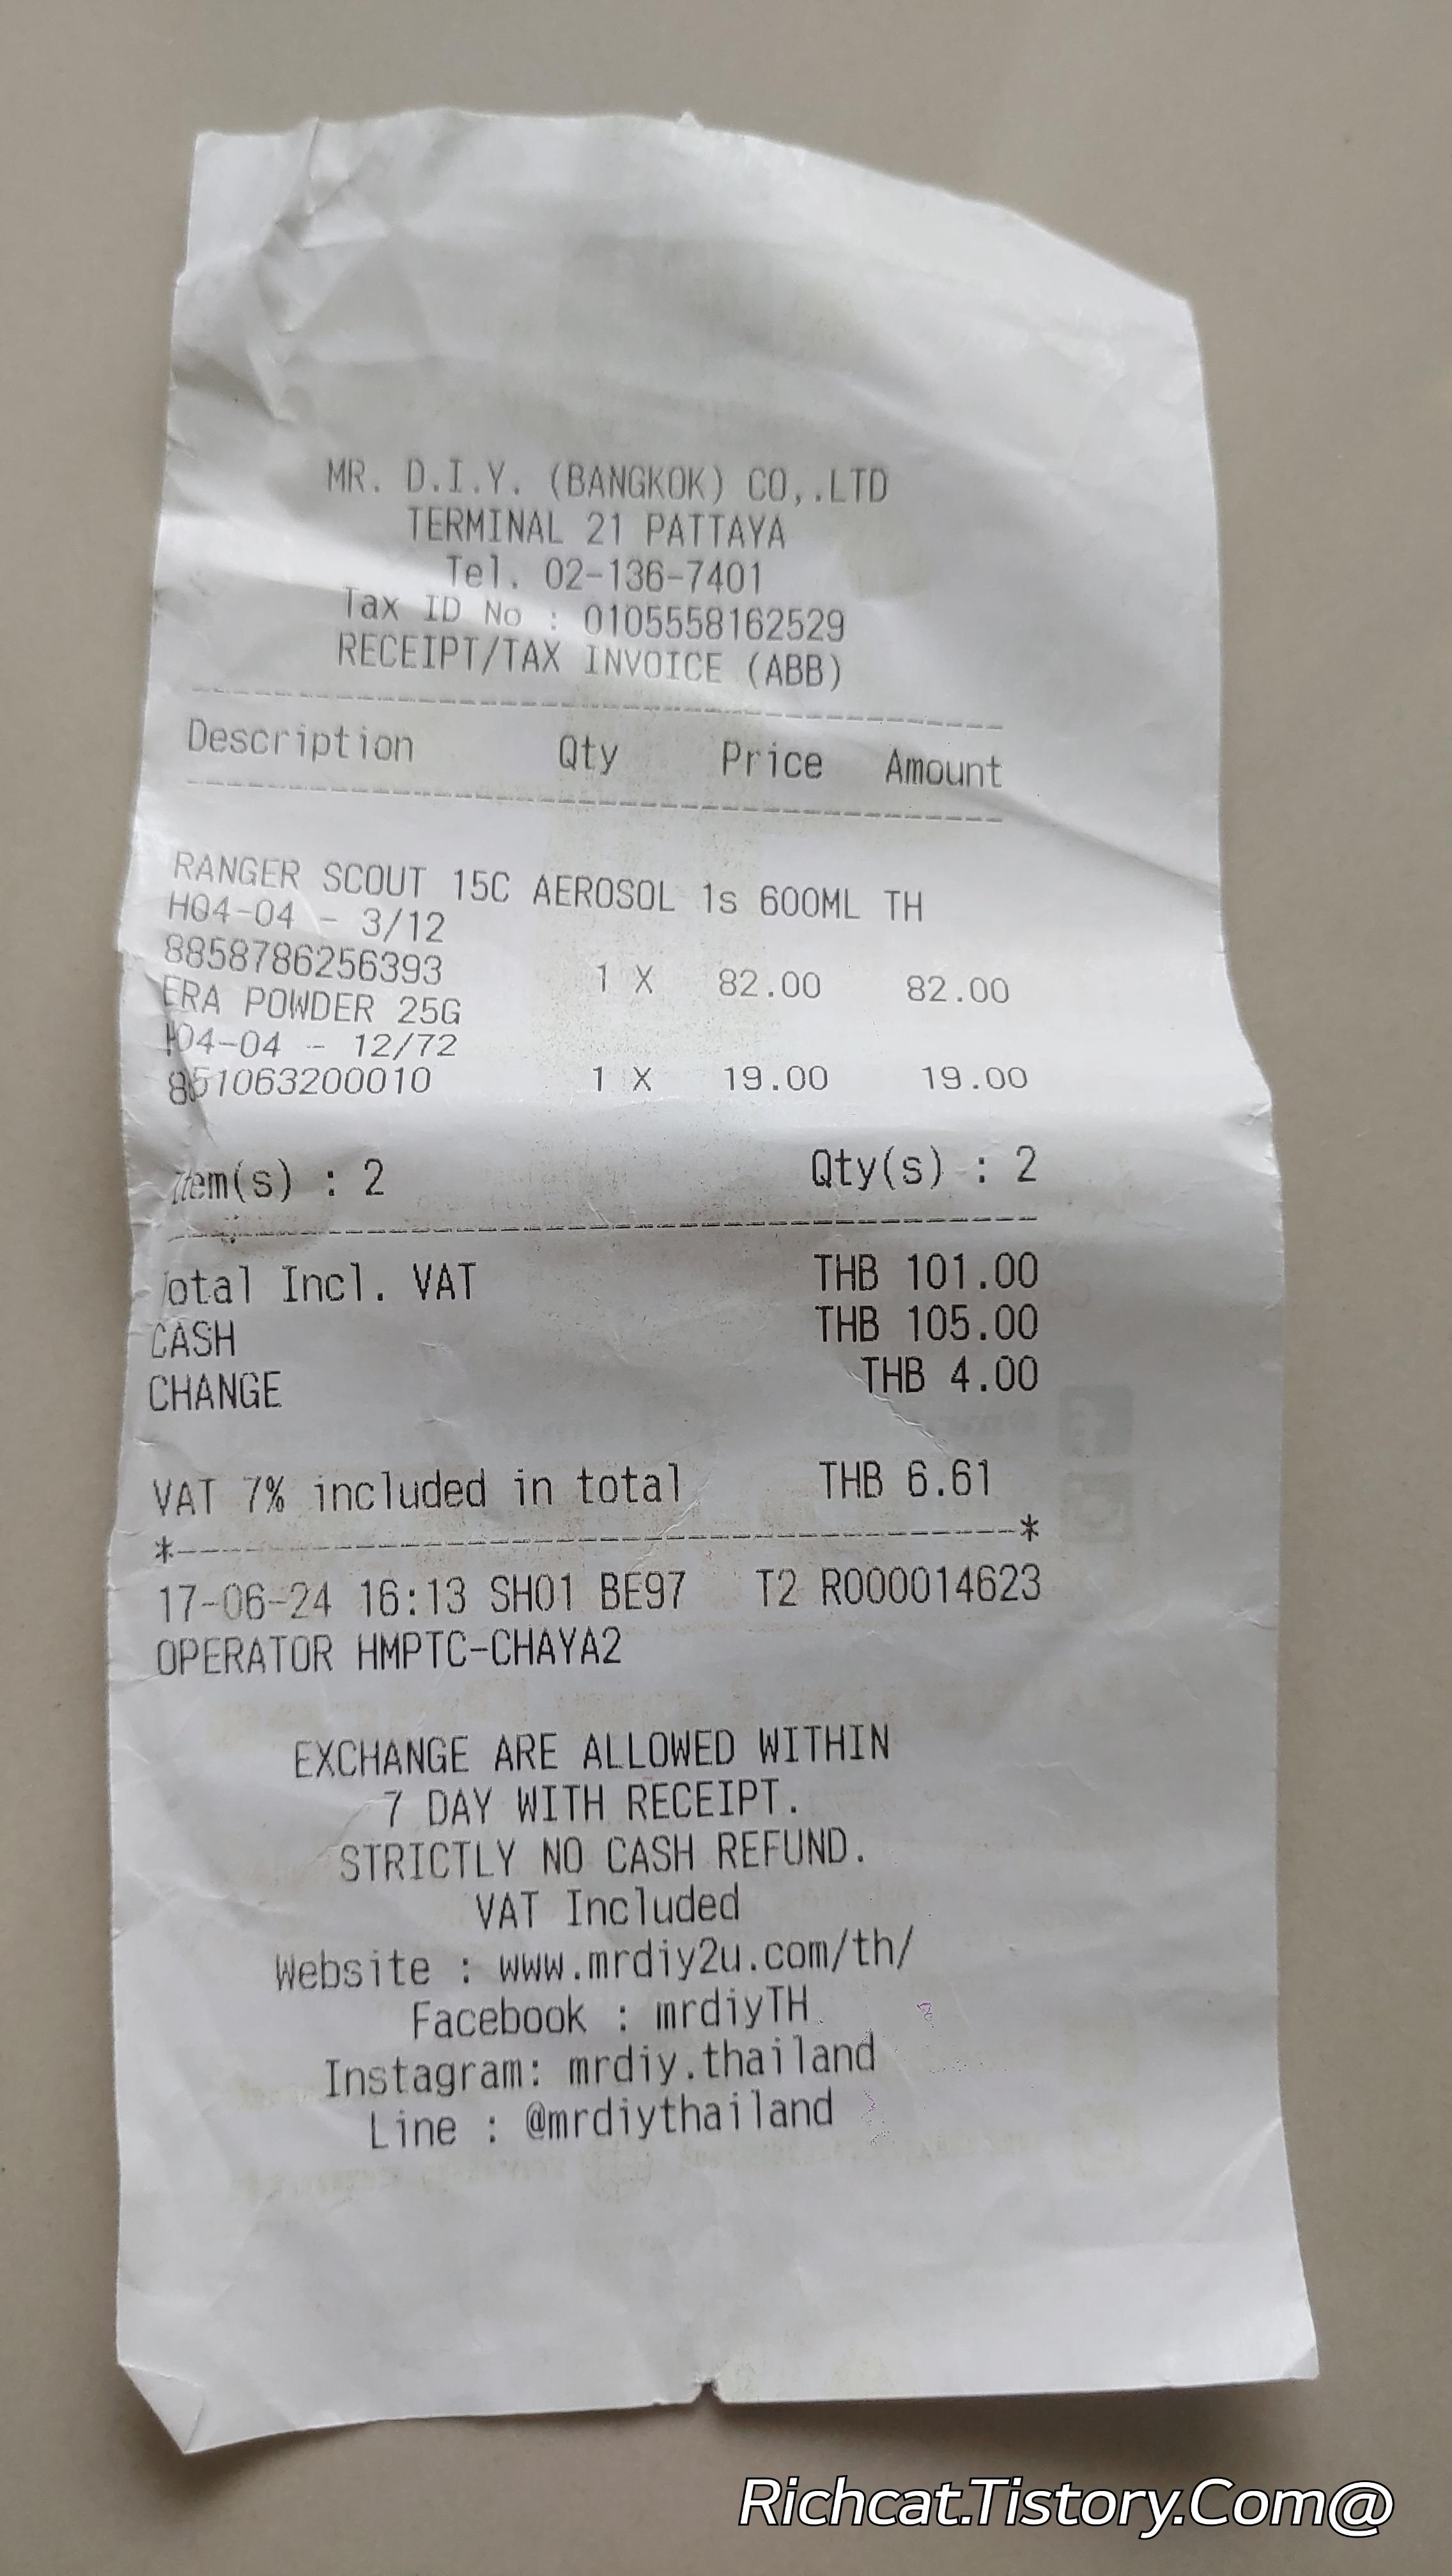 MR. D.I.Y. (BANGKOK) CO,.LTD
TERMINAL 21 PATTAYA
Tel. 02-136-7401
Tax ID No : 0105558162529
RECEIPT/TAX INVOICE (ABB)
Description Qty Price Amount
RANGER SCOUT 15C AEROSOL 1s 600ML TH
H04-04 - 3/12
8858786256393 1 X 82.00 82.00
ERA POWDER 25G
H04-04 - 12/72
851063200010 1 X 19.00 19.00
Item(s) : 2 Qty(s) : 2
Total Incl. VAT THB 101.00
CASH THB 105.00
CHANGE THB 4.00
VAT 7% included in total THB 6.61
*--------------------------------*
17-06-24 16:13 SH01 BE97 T2 R000014623
OPERATOR HMPTC-CHAYA2
EXCHANGE ARE ALLOWED WITHIN
7 DAY WITH RECEIPT.
STRICTLY NO CASH REFUND.
VAT Included
Website : www.mrdiy2u.com/th/
Facebook : mrdiyTH
Instagram: mrdiy.thailand
Line : @mrdiythailand
Richcat.Tistory.Com@